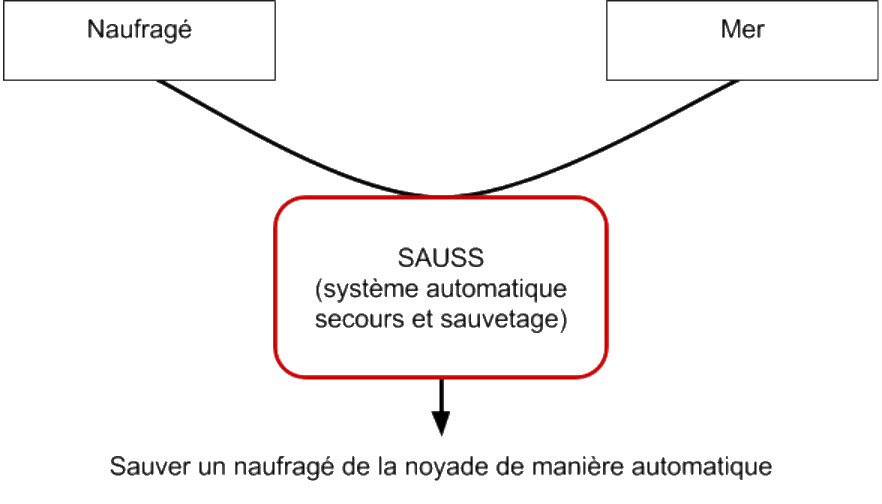 Naufragé
Mer
SAUSS
(système automatique
secours et sauvetage)
Sauver un naufragé de la noyade de manière automatique